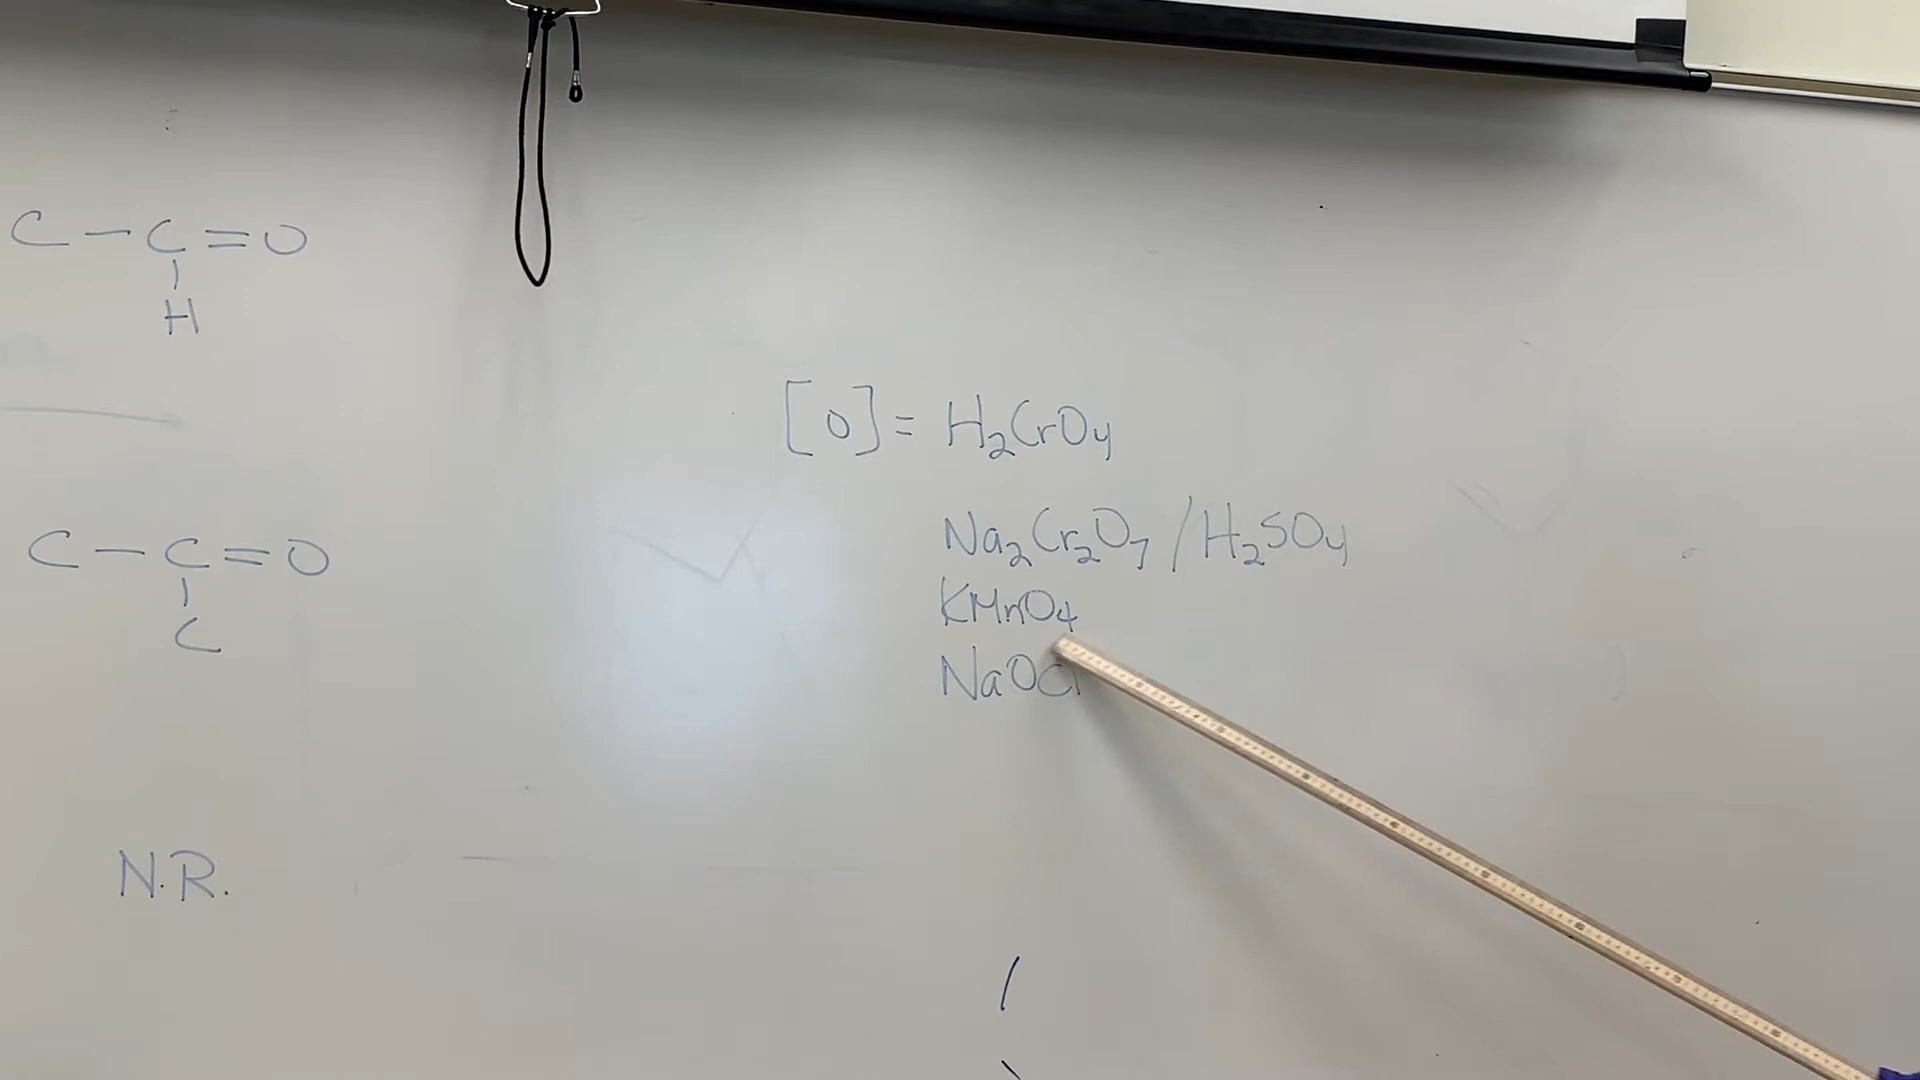 C — C = O
|
H
[O] = H₂CrO₄
Na₂Cr₂O₇ / H₂SO₄
C — C = O
|
C
KMnO₄
NaOCl
N.R.